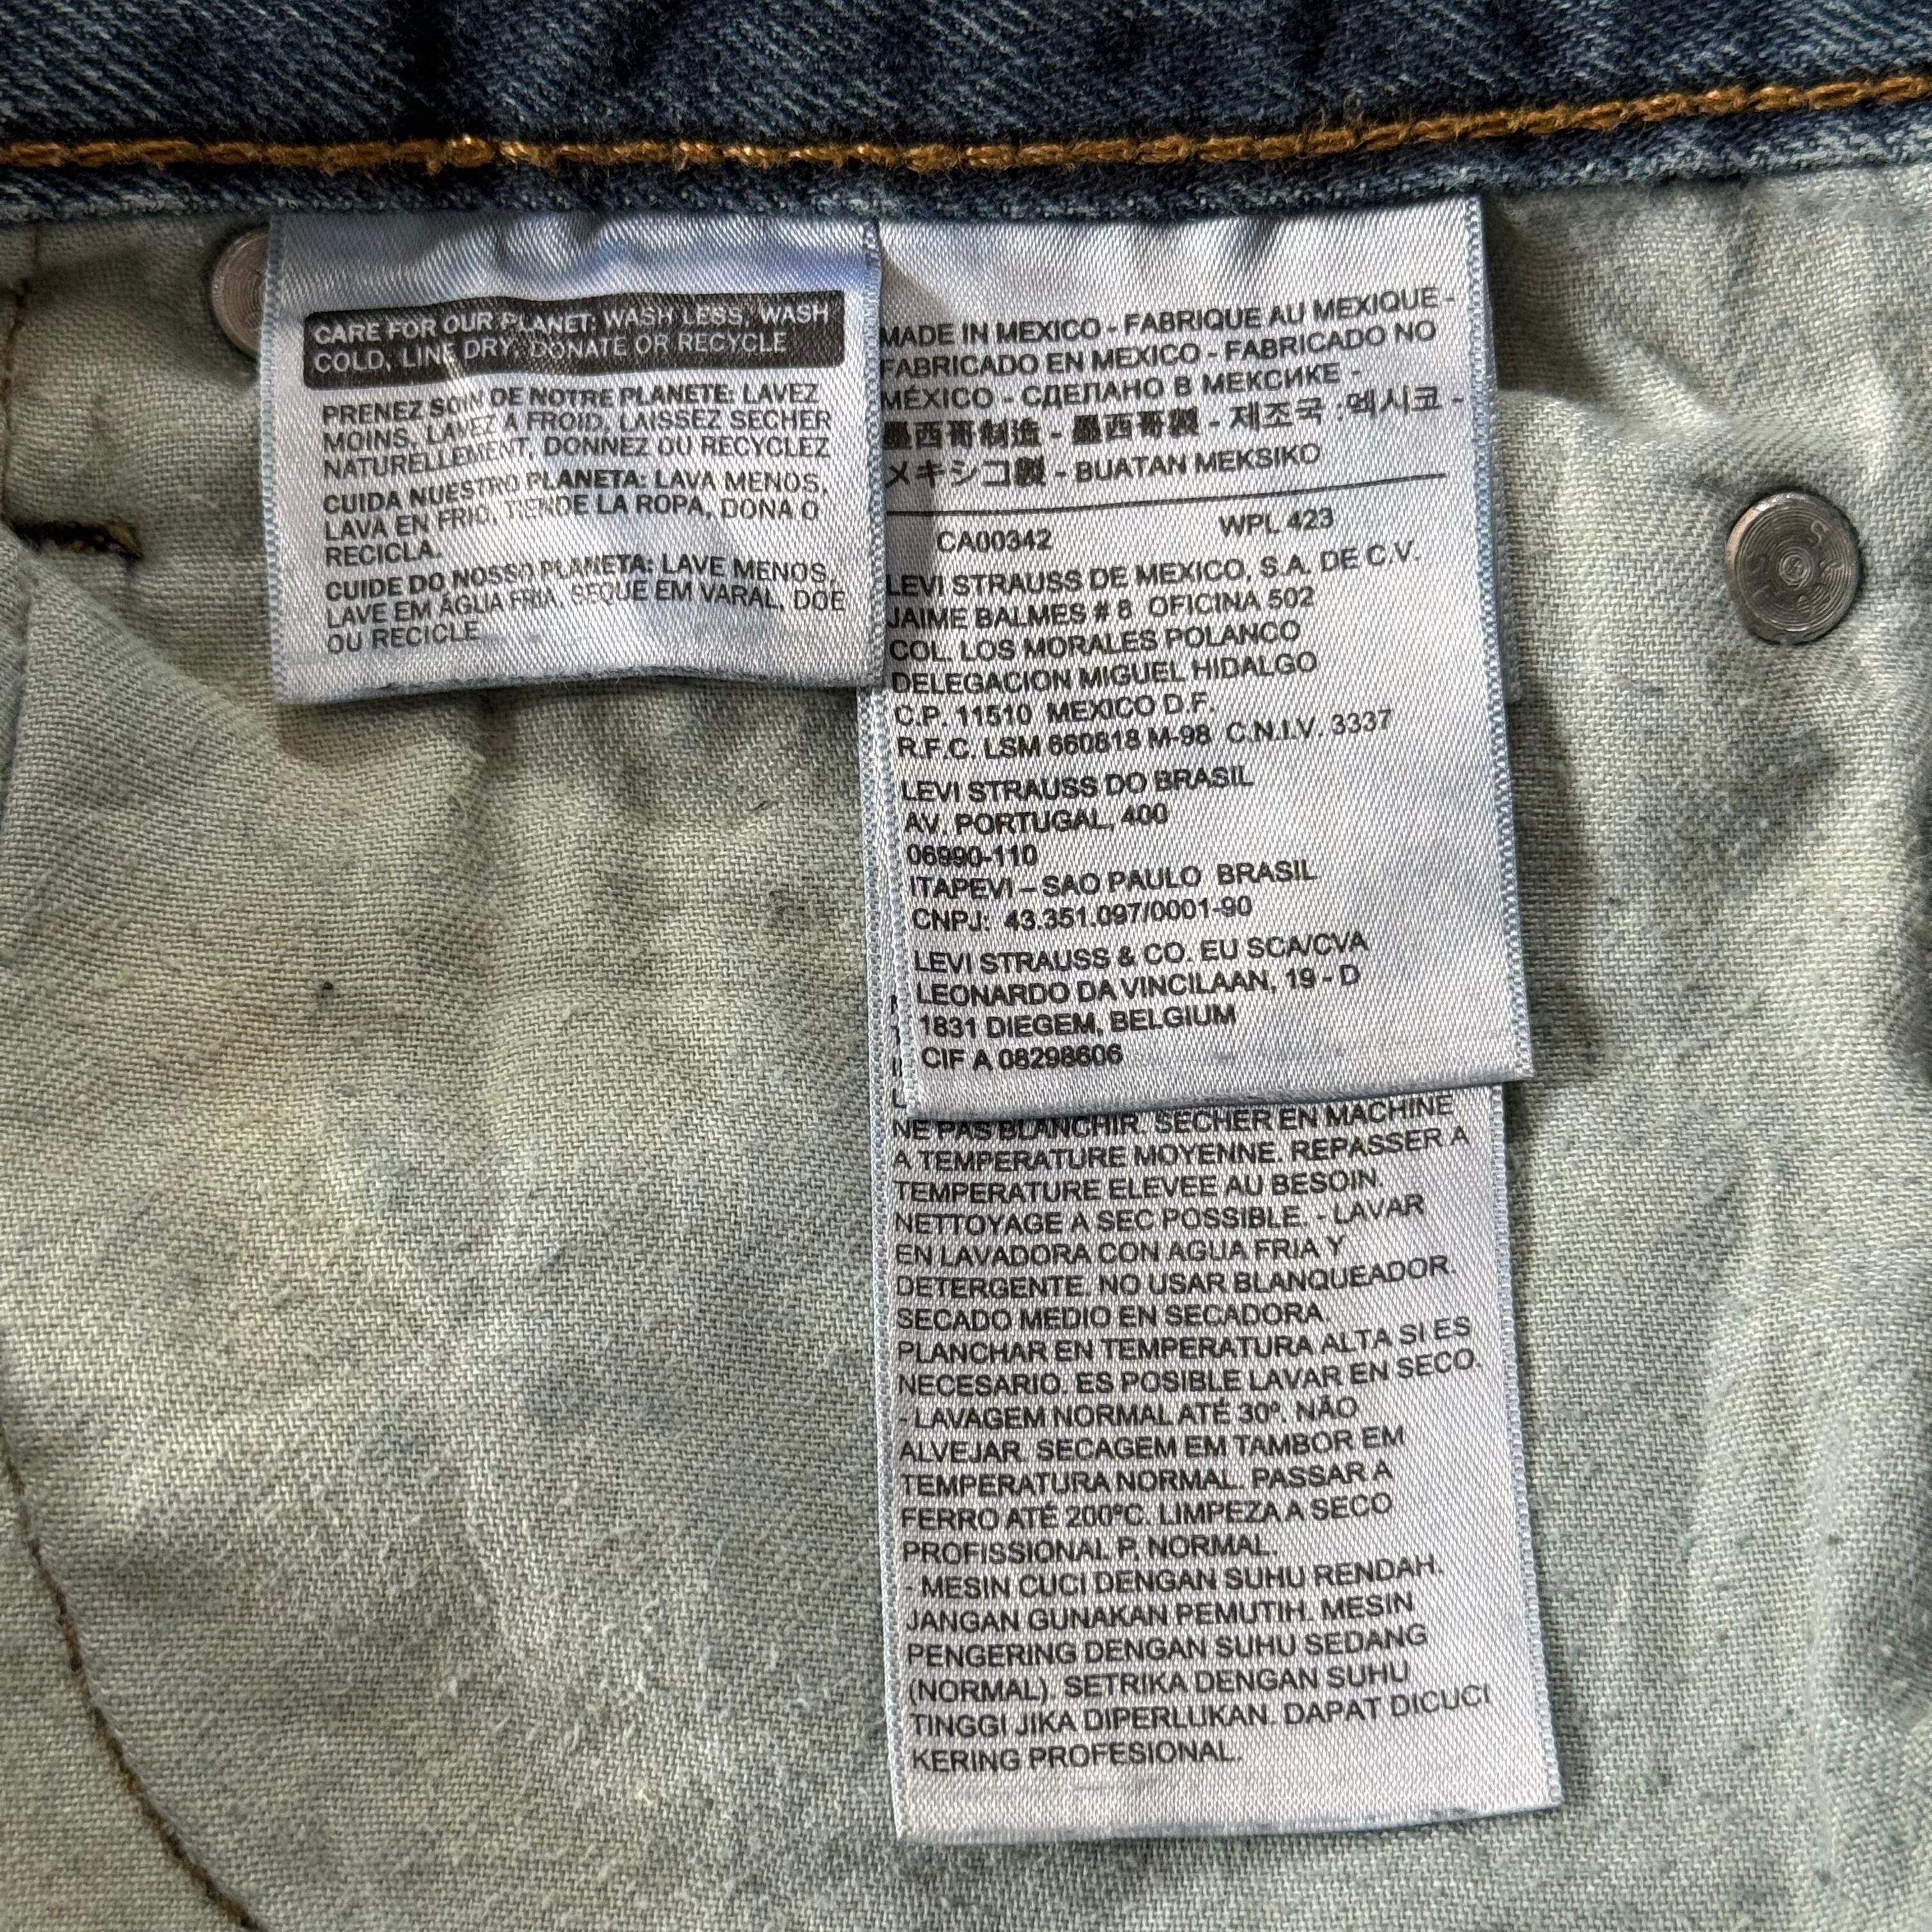 CARE FOR OUR PLANET: WASH LESS, WASH
COLD, LINE DRY, DONATE OR RECYCLE
PRENEZ SOIN DE NOTRE PLANETE: LAVEZ
MOINS, LAVEZ A FROID, LAISSEZ SECHER
NATURELLEMENT, DONNEZ OU RECYCLEZ
CUIDA NUESTRO PLANETA: LAVA MENOS,
LAVA EN FRIO, TIENDE LA ROPA, DONA O
RECICLA.
CUIDE DO NOSSO PLANETA: LAVE MENOS,
LAVE EM ÁGUA FRIA, SEQUE EM VARAL, DOE
OU RECICLE
MADE IN MEXICO - FABRIQUE AU MEXIQUE -
FABRICADO EN MEXICO - FABRICADO NO
MÉXICO - СДЕЛАНО В МЕКСИКЕ -
墨西哥制造 - 墨西哥製 - 제조국 :멕시코 -
メキシコ製 - BUATAN MEKSIKO
CA00342 WPL 423
LEVI STRAUSS DE MEXICO, S.A. DE C.V.
JAIME BALMES # 8 OFICINA 502
COL. LOS MORALES POLANCO
DELEGACION MIGUEL HIDALGO
C.P. 11510 MEXICO D.F.
R.F.C. LSM 660818 M-98 C.N.I.V. 3337
LEVI STRAUSS DO BRASIL
AV. PORTUGAL, 400
06990-110
ITAPEVI – SAO PAULO BRASIL
CNPJ: 43.351.097/0001-90
LEVI STRAUSS & CO. EU SCA/CVA
LEONARDO DA VINCILAAN, 19 - D
1831 DIEGEM, BELGIUM
CIF A 08298606
NE PAS BLANCHIR. SECHER EN MACHINE
A TEMPERATURE MOYENNE. REPASSER A
TEMPERATURE ELEVEE AU BESOIN.
NETTOYAGE A SEC POSSIBLE. - LAVAR
EN LAVADORA CON AGUA FRIA Y
DETERGENTE. NO USAR BLANQUEADOR.
SECADO MEDIO EN SECADORA.
PLANCHAR EN TEMPERATURA ALTA SI ES
NECESARIO. ES POSIBLE LAVAR EN SECO.
- LAVAGEM NORMAL ATÉ 30º. NÃO
ALVEJAR. SECAGEM EM TAMBOR EM
TEMPERATURA NORMAL. PASSAR A
FERRO ATÉ 200ºC. LIMPEZA A SECO
PROFISSIONAL P, NORMAL.
- MESIN CUCI DENGAN SUHU RENDAH.
JANGAN GUNAKAN PEMUTIH. MESIN
PENGERING DENGAN SUHU SEDANG
(NORMAL). SETRIKA DENGAN SUHU
TINGGI JIKA DIPERLUKAN. DAPAT DICUCI
KERING PROFESIONAL.